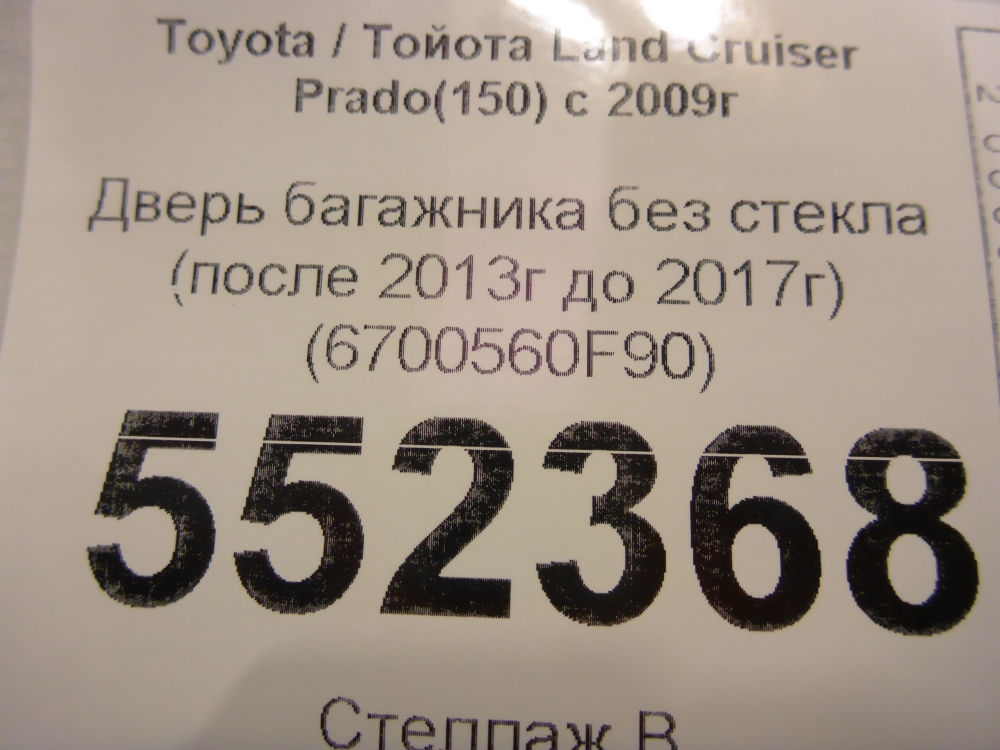 Toyota / Тойота Land Cruiser
Prado(150) с 2009г
Дверь багажника без стекла
(после 2013г до 2017г)
(6700560F90)
552368
Стеллаж В